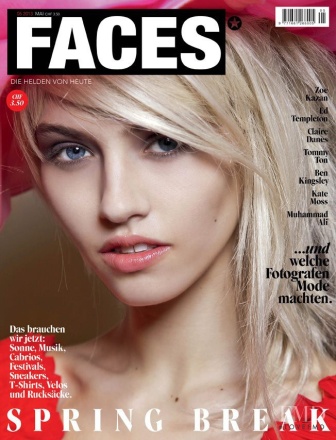 FACES
DIE HELDEN VON HEUTE
CHF
3.50
Zoe
Kazan
Ed
Templeton
Claire
Danes
Tommy
Ton
Ben
Kingsley
Kate
Moss
Muhammad
Ali
...und
welche
Fotografen
Mode
machten.
Das brauchen
wir jetzt:
Sonne, Musik,
Cabrios,
Festivals,
Sneakers,
T-Shirts, Velos
und Rucksäcke.
SPRING BREAK